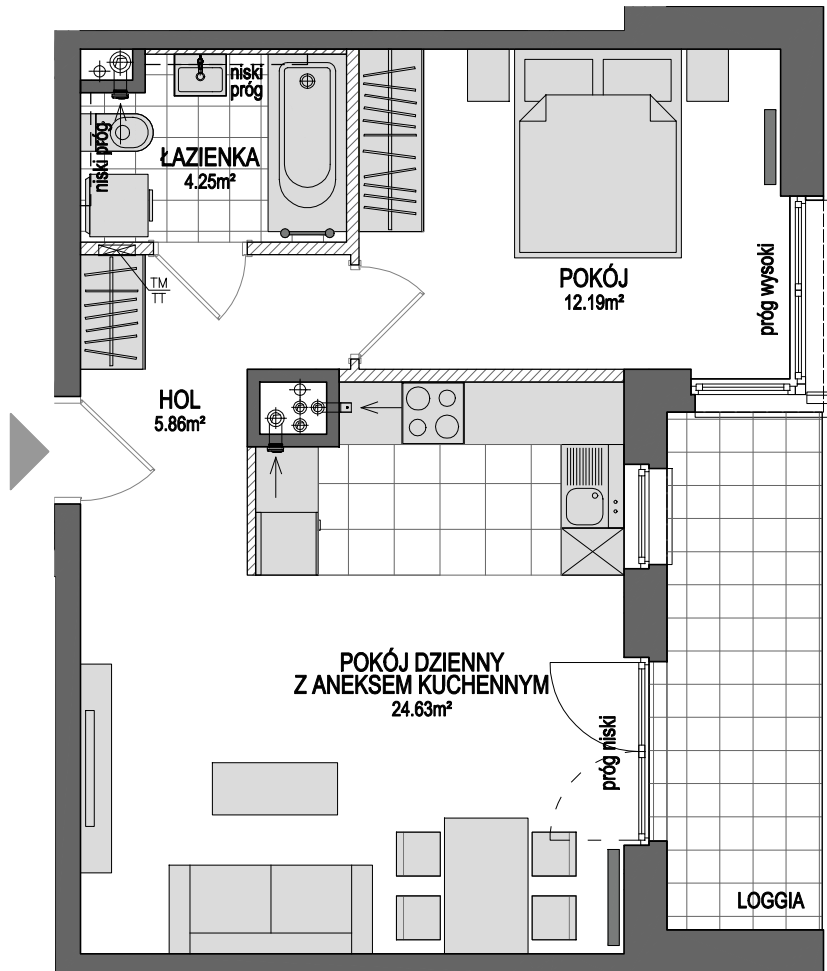 niski
próg
niski próg
ŁAZIENKA
4.25m²
TM
TT
POKÓJ
12.19m²
próg wysoki
HOL
5.86m²
POKÓJ DZIENNY
Z ANEKSEM KUCHENNYM
24.63m²
próg niski
LOGGIA